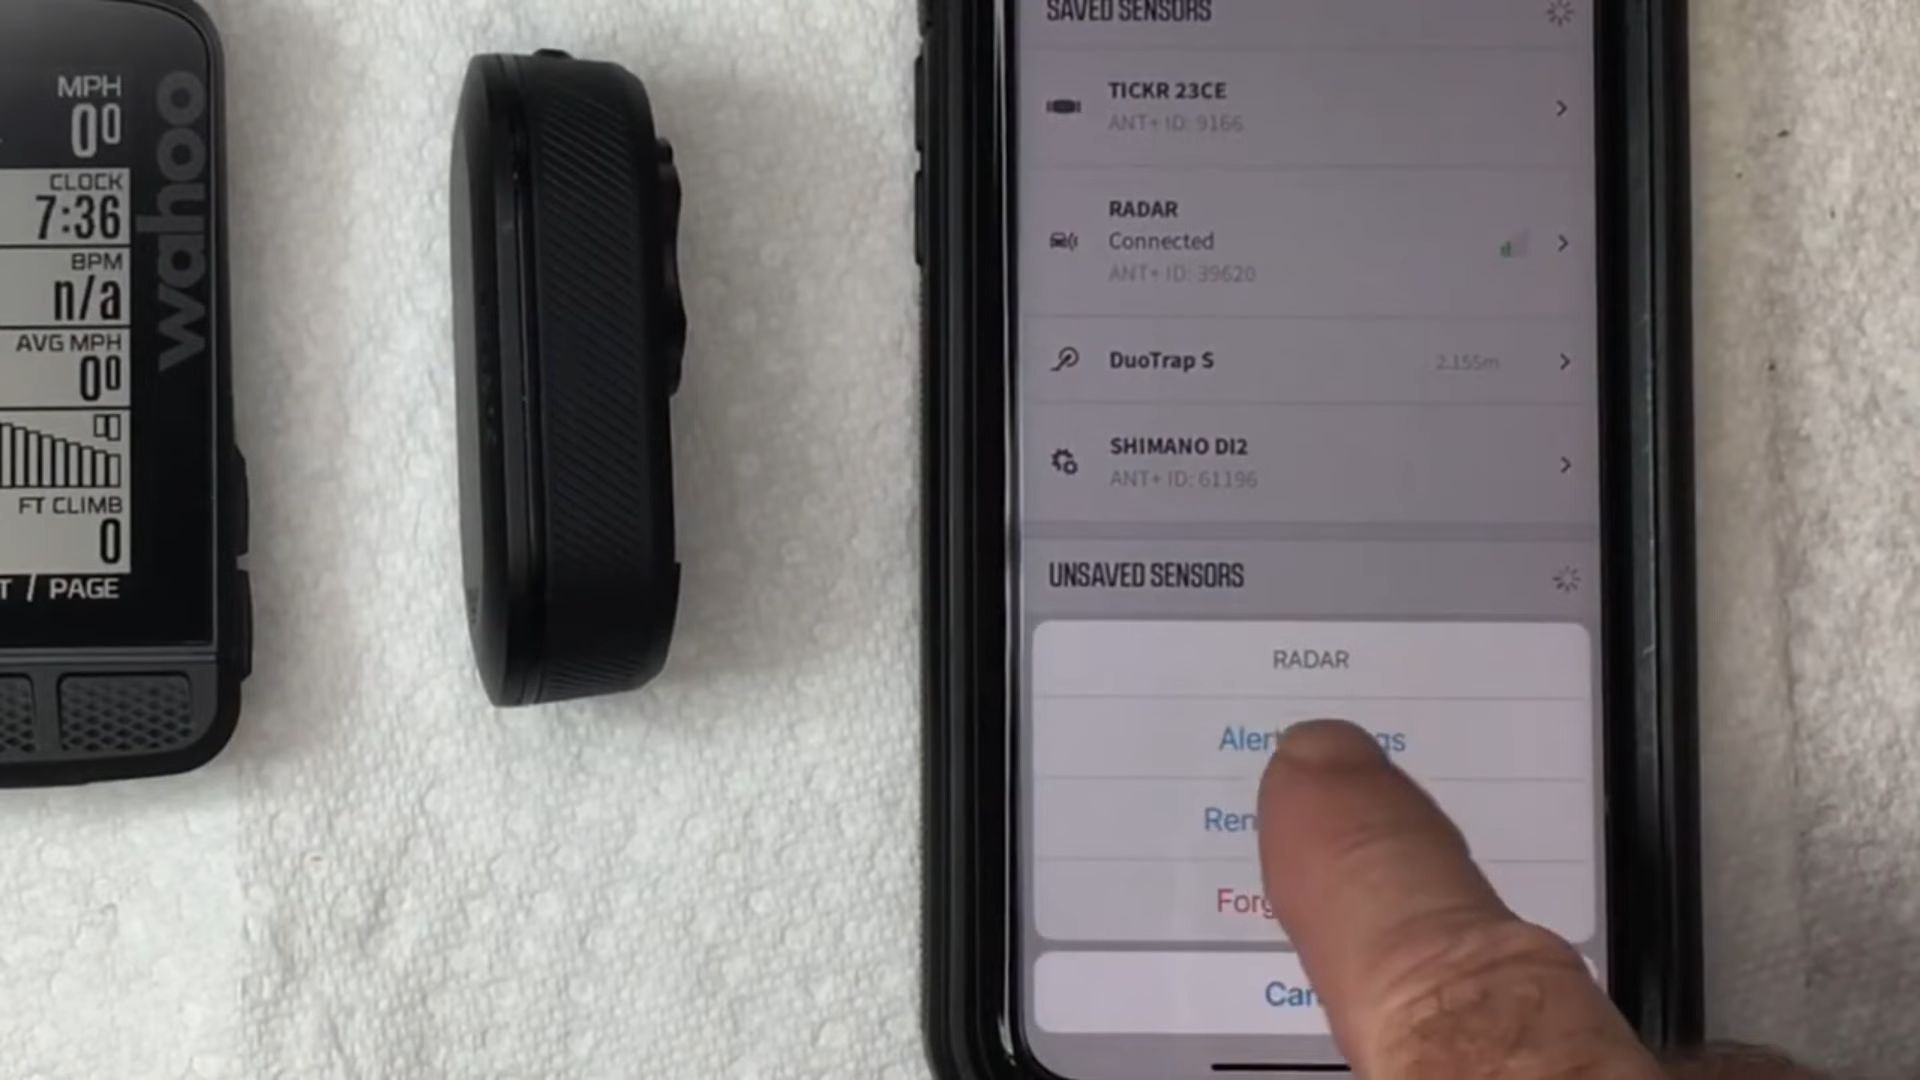 MPH
0⁰
CLOCK
7:36
BPM
n/a
AVG MPH
0⁰
FT CLIMB
0
/ PAGE
wahoo
SAVED SENSORS
TICKR 23CE
ANT+ ID: 9166
RADAR
Connected
ANT+ ID: 39620
DuoTrap S 2.155m
SHIMANO DI2
ANT+ ID: 61196
UNSAVED SENSORS
RADAR